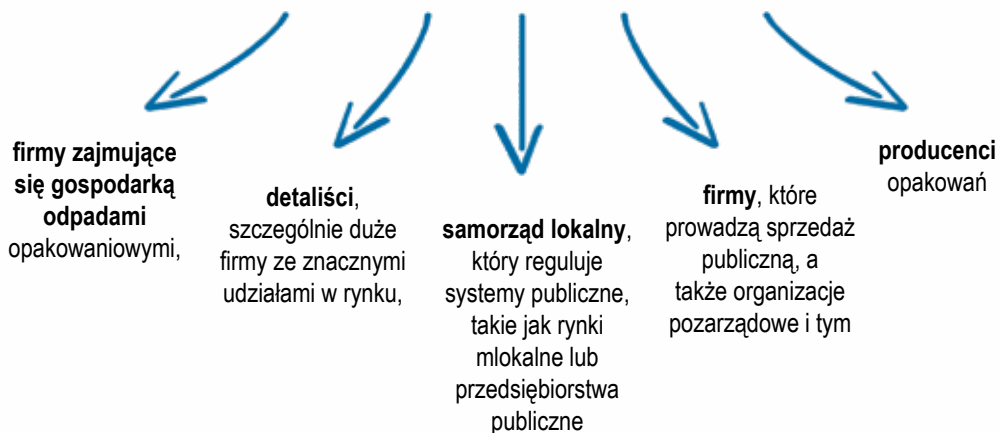 firmy zajmujące
się gospodarką
odpadami
opakowaniowymi,
detaliści,
szczególnie duże
firmy ze znacznymi
udziałami w rynku,
samorząd lokalny,
który reguluje
systemy publiczne,
takie jak rynki
mlokalne lub
przedsiębiorstwa
publiczne
firmy, które
prowadzą sprzedaż
publiczną, a
także organizacje
pozarządowe i tym
producenci
opakowań